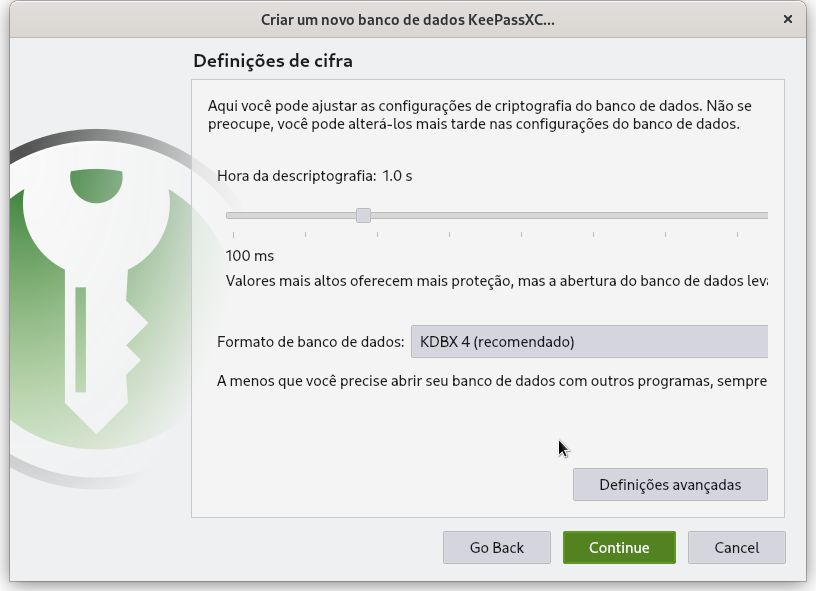 Criar um novo banco de dados KeePassXC...
Definições de cifra
Aqui você pode ajustar as configurações de criptografia do banco de dados. Não se
preocupe, você pode alterá-los mais tarde nas configurações do banco de dados.
Hora da descriptografia: 1.0 s
100 ms
Valores mais altos oferecem mais proteção, mas a abertura do banco de dados
Formato de banco de dados: KDBX 4 (recomendado)
A menos que você precise abrir seu banco de dados com outros programas, sempre
Definições avançadas
Go Back Continue Cancel